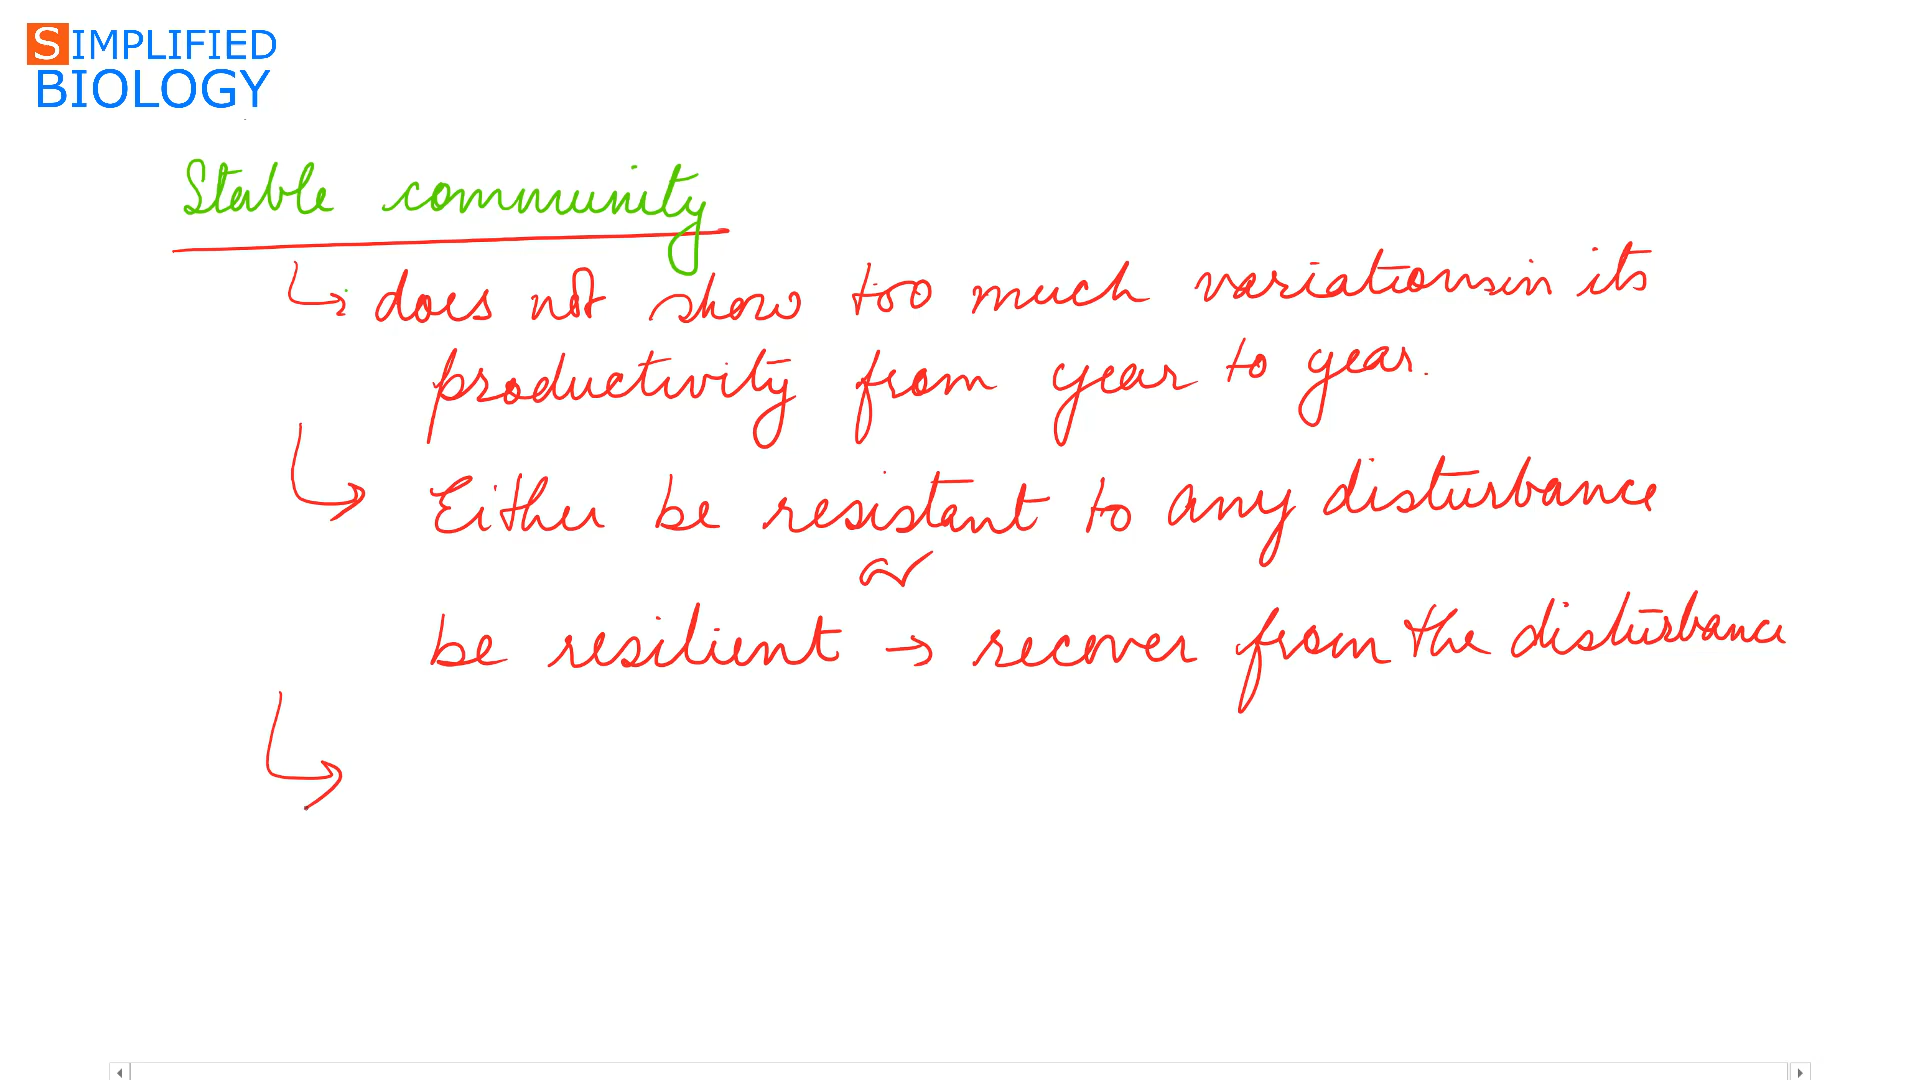 SIMPLIFIED
BIOLOGY
Stable community
↳ does not show too much variations in its
productivity from year to year.
↳ Either be resistant to any disturbance
or
be resilient → recover from the disturbance
↳